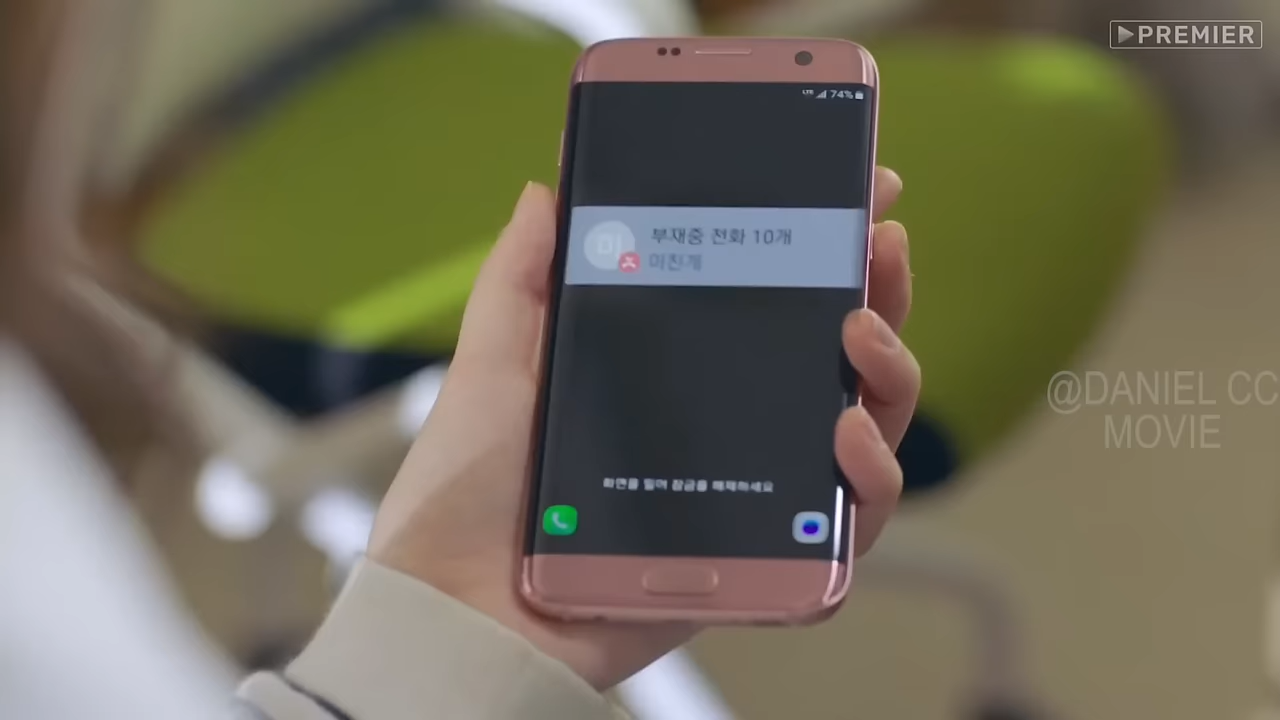 PREMIER
LTE 74%
미
부재중 전화 10개
미친개
화면을 밀어 잠금을 해제하세요
@DANIEL CC
MOVIE